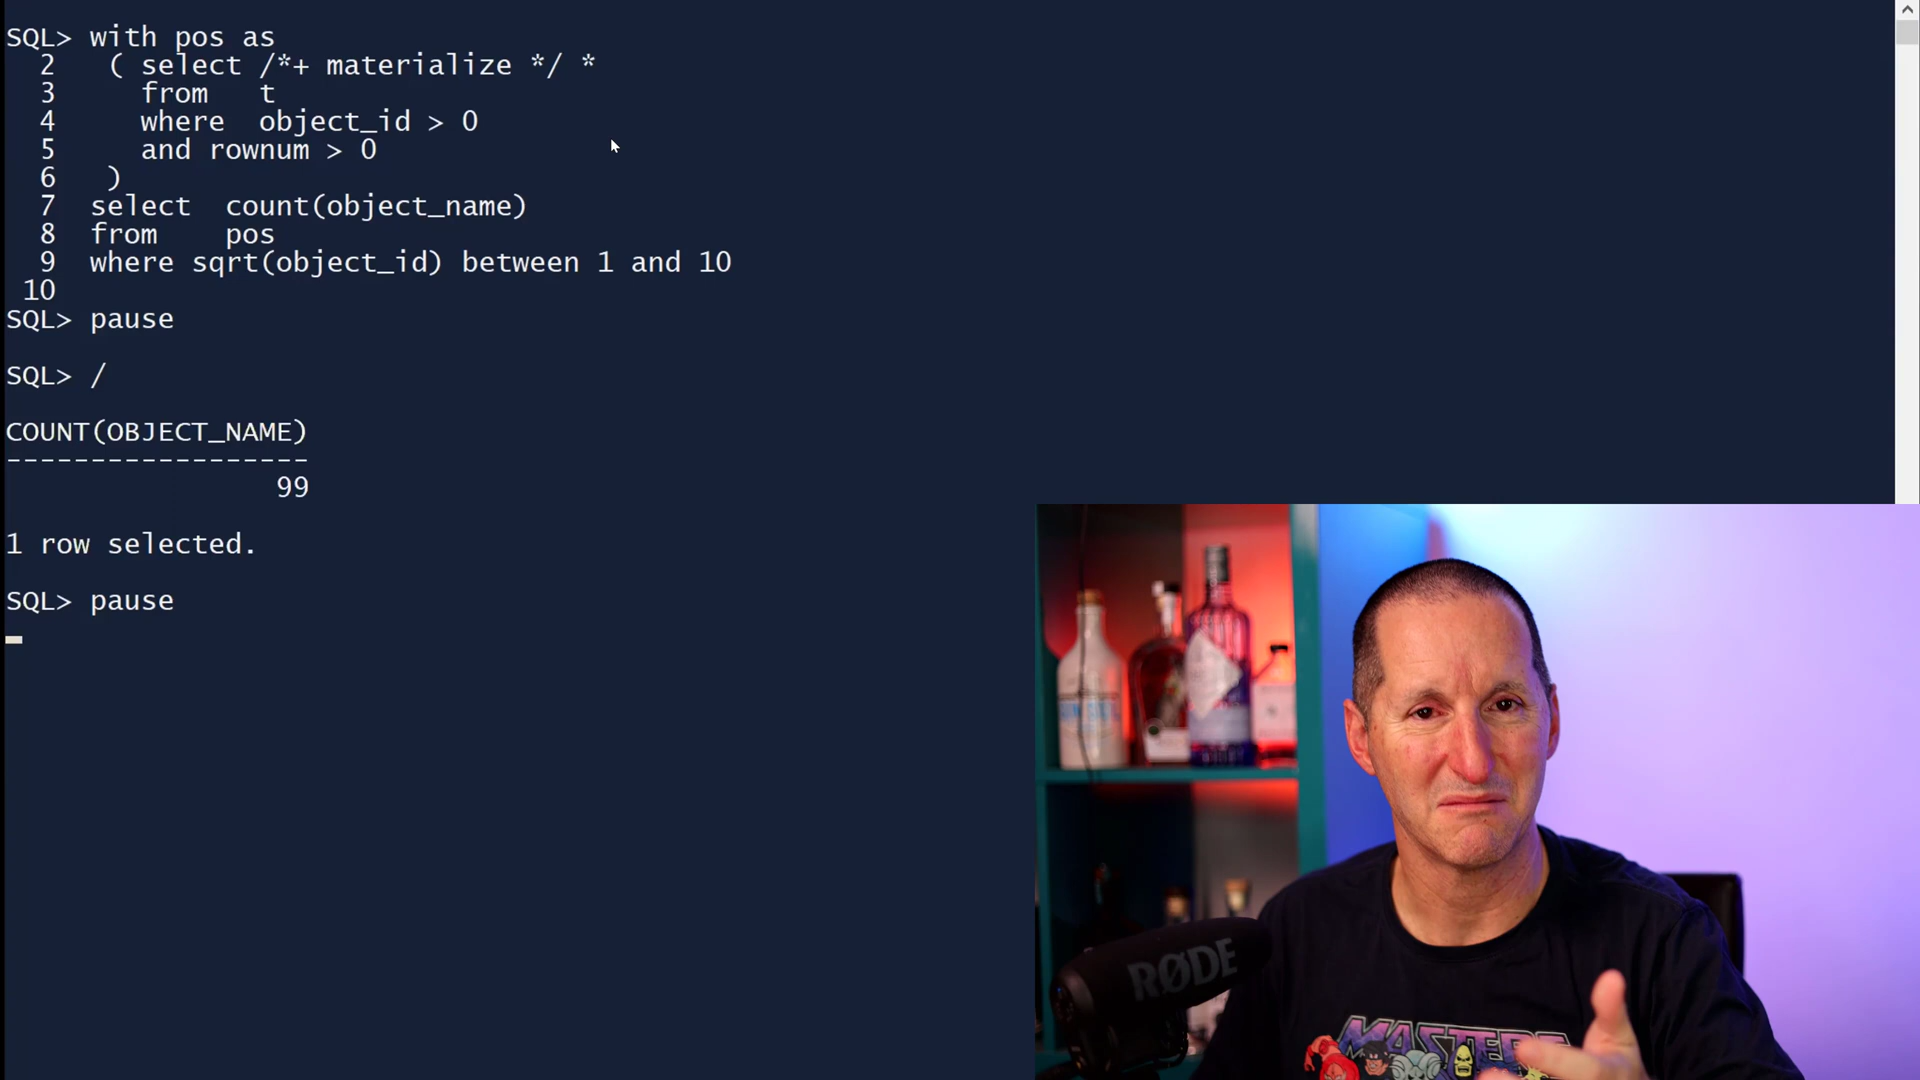 SQL> with pos as
2 ( select /*+ materialize */ *
3 from t
4 where object_id > 0
5 and rownum > 0
6 )
7 select count(object_name)
8 from pos
9 where sqrt(object_id) between 1 and 10
10
SQL> pause
SQL> /
COUNT(OBJECT_NAME)
------------------
99
1 row selected.
SQL> pause
RØDE
MASTERS